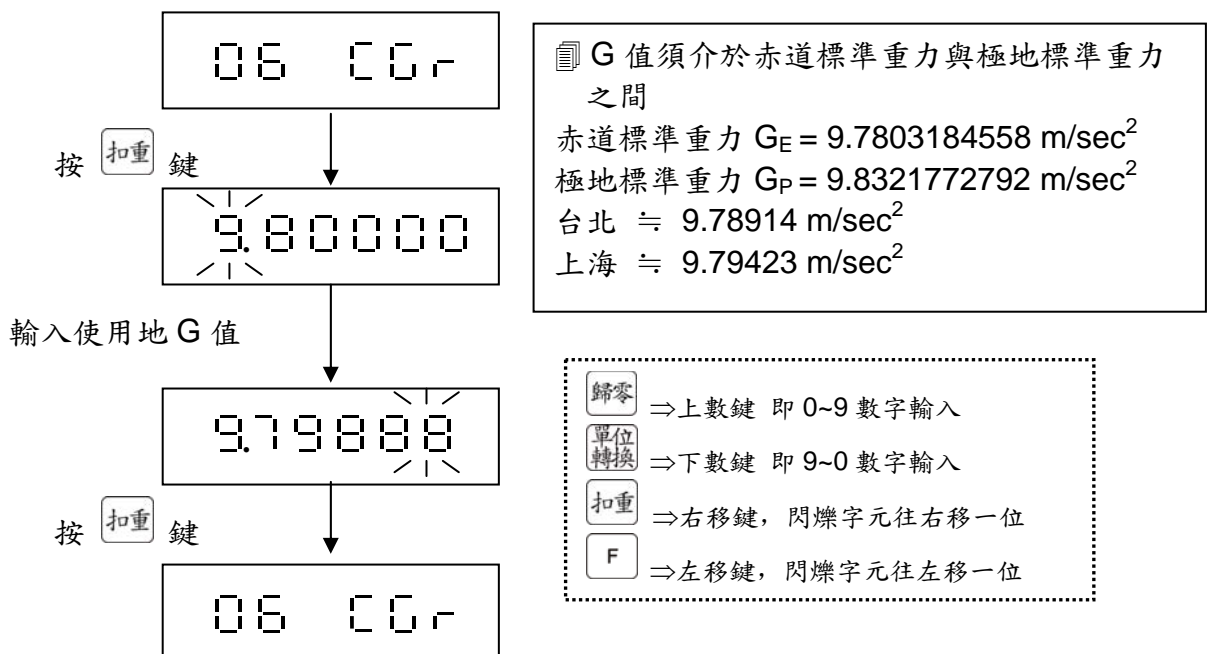 06 CGr
按 扣重 鍵
9.80000
輸入使用地 G 值
9.79888
按 扣重 鍵
06 CGr
G 值須介於赤道標準重力與極地標準重力
之間
赤道標準重力 GE = 9.7803184558 m/sec²
極地標準重力 GP = 9.8321772792 m/sec²
台北 ≒ 9.78914 m/sec²
上海 ≒ 9.79423 m/sec²
歸零 ⇒上數鍵 即 0~9 數字輸入
單位轉換 ⇒下數鍵 即 9~0 數字輸入
扣重 ⇒右移鍵，閃爍字元往右移一位
F ⇒左移鍵，閃爍字元往左移一位